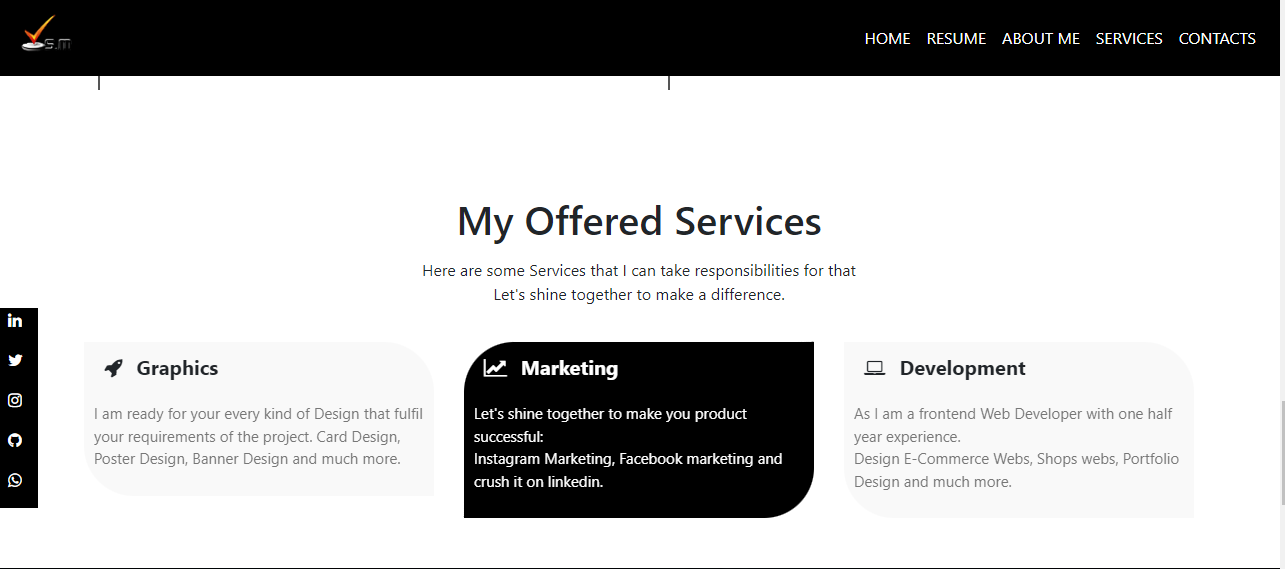 S.M
HOME RESUME ABOUT ME SERVICES CONTACTS
My Offered Services
Here are some Services that I can take responsibilities for that
Let's shine together to make a difference.
Graphics
I am ready for your every kind of Design that fulfil
your requirements of the project. Card Design,
Poster Design, Banner Design and much more.
Marketing
Let's shine together to make you product
successful:
Instagram Marketing, Facebook marketing and
crush it on linkedin.
Development
As I am a frontend Web Developer with one half
year experience.
Design E-Commerce Webs, Shops webs, Portfolio
Design and much more.